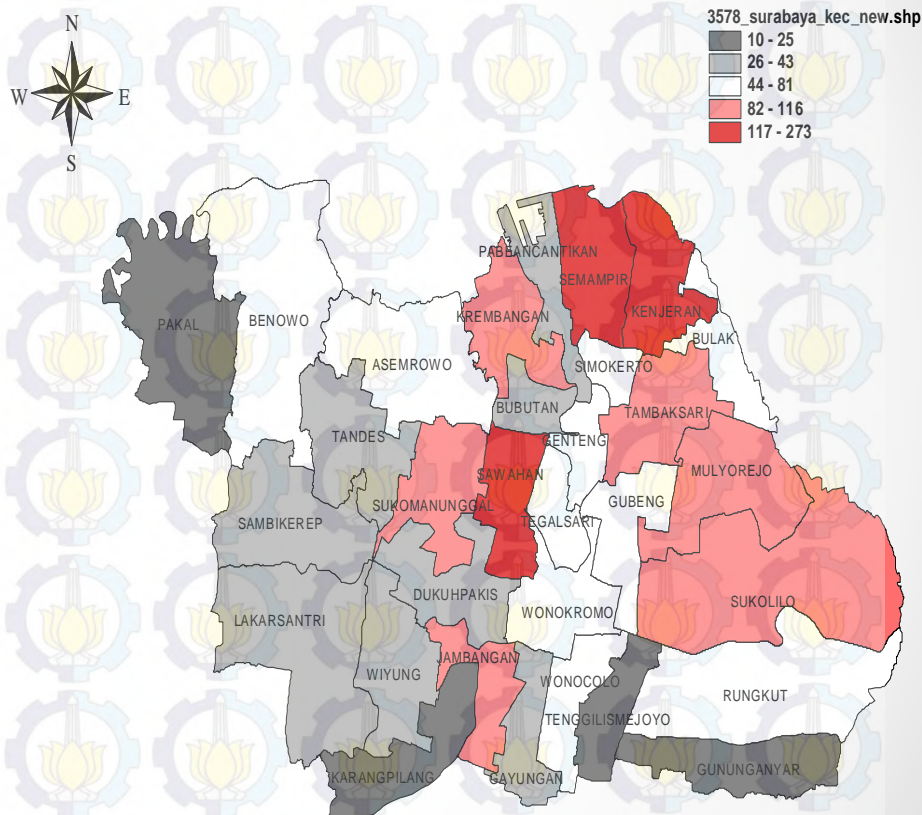 3578_surabaya_kec_new.shp
10 - 25
26 - 43
44 - 81
82 - 116
117 - 273
N
W
E
S
PABEANCANTIKAN
SEMAMPIR
KENJERAN
KREMBANGAN
PAKAL
BENOWO
BULAK
ASEMROWO
SIMOKERTO
BUBUTAN
TAMBAKSARI
TANDES
GENTENG
MULYOREJO
SAWAHAN
SUKOMANUNGGAL
GUBENG
TEGALSARI
SAMBIKEREP
DUKUHPAKIS
SUKOLILO
WONOKROMO
LAKARSANTRI
JAMBANGAN
WIYUNG
WONOCOLO
RUNGKUT
TENGGILISMEJOYO
GUNUNGANYAR
KARANGPILANG
GAYUNGAN